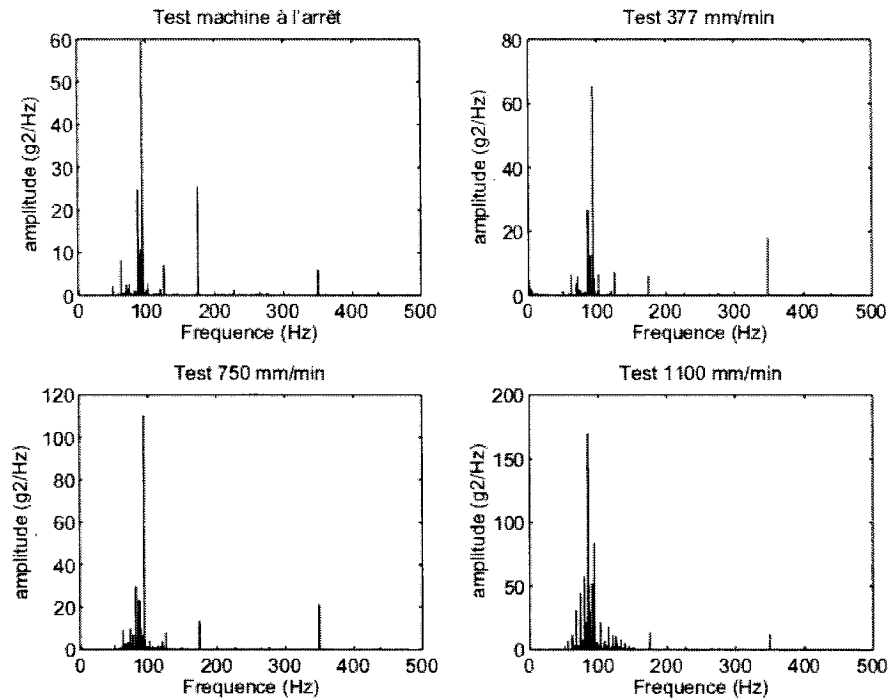 Test machine à l'arrêt
Test 377 mm/min
amplitude (g2/Hz)
60
50
40
30
20
10
0
0 100 200 300 400 500
Frequence (Hz)
amplitude (g2/Hz)
80
60
40
20
0
0 100 200 300 400 500
Frequence (Hz)
Test 750 mm/min
Test 1100 mm/min
amplitude (g2/Hz)
120
100
80
60
40
20
0
0 100 200 300 400 500
Frequence (Hz)
amplitude (g2/Hz)
200
150
100
50
0
0 100 200 300 400 500
Frequence (Hz)